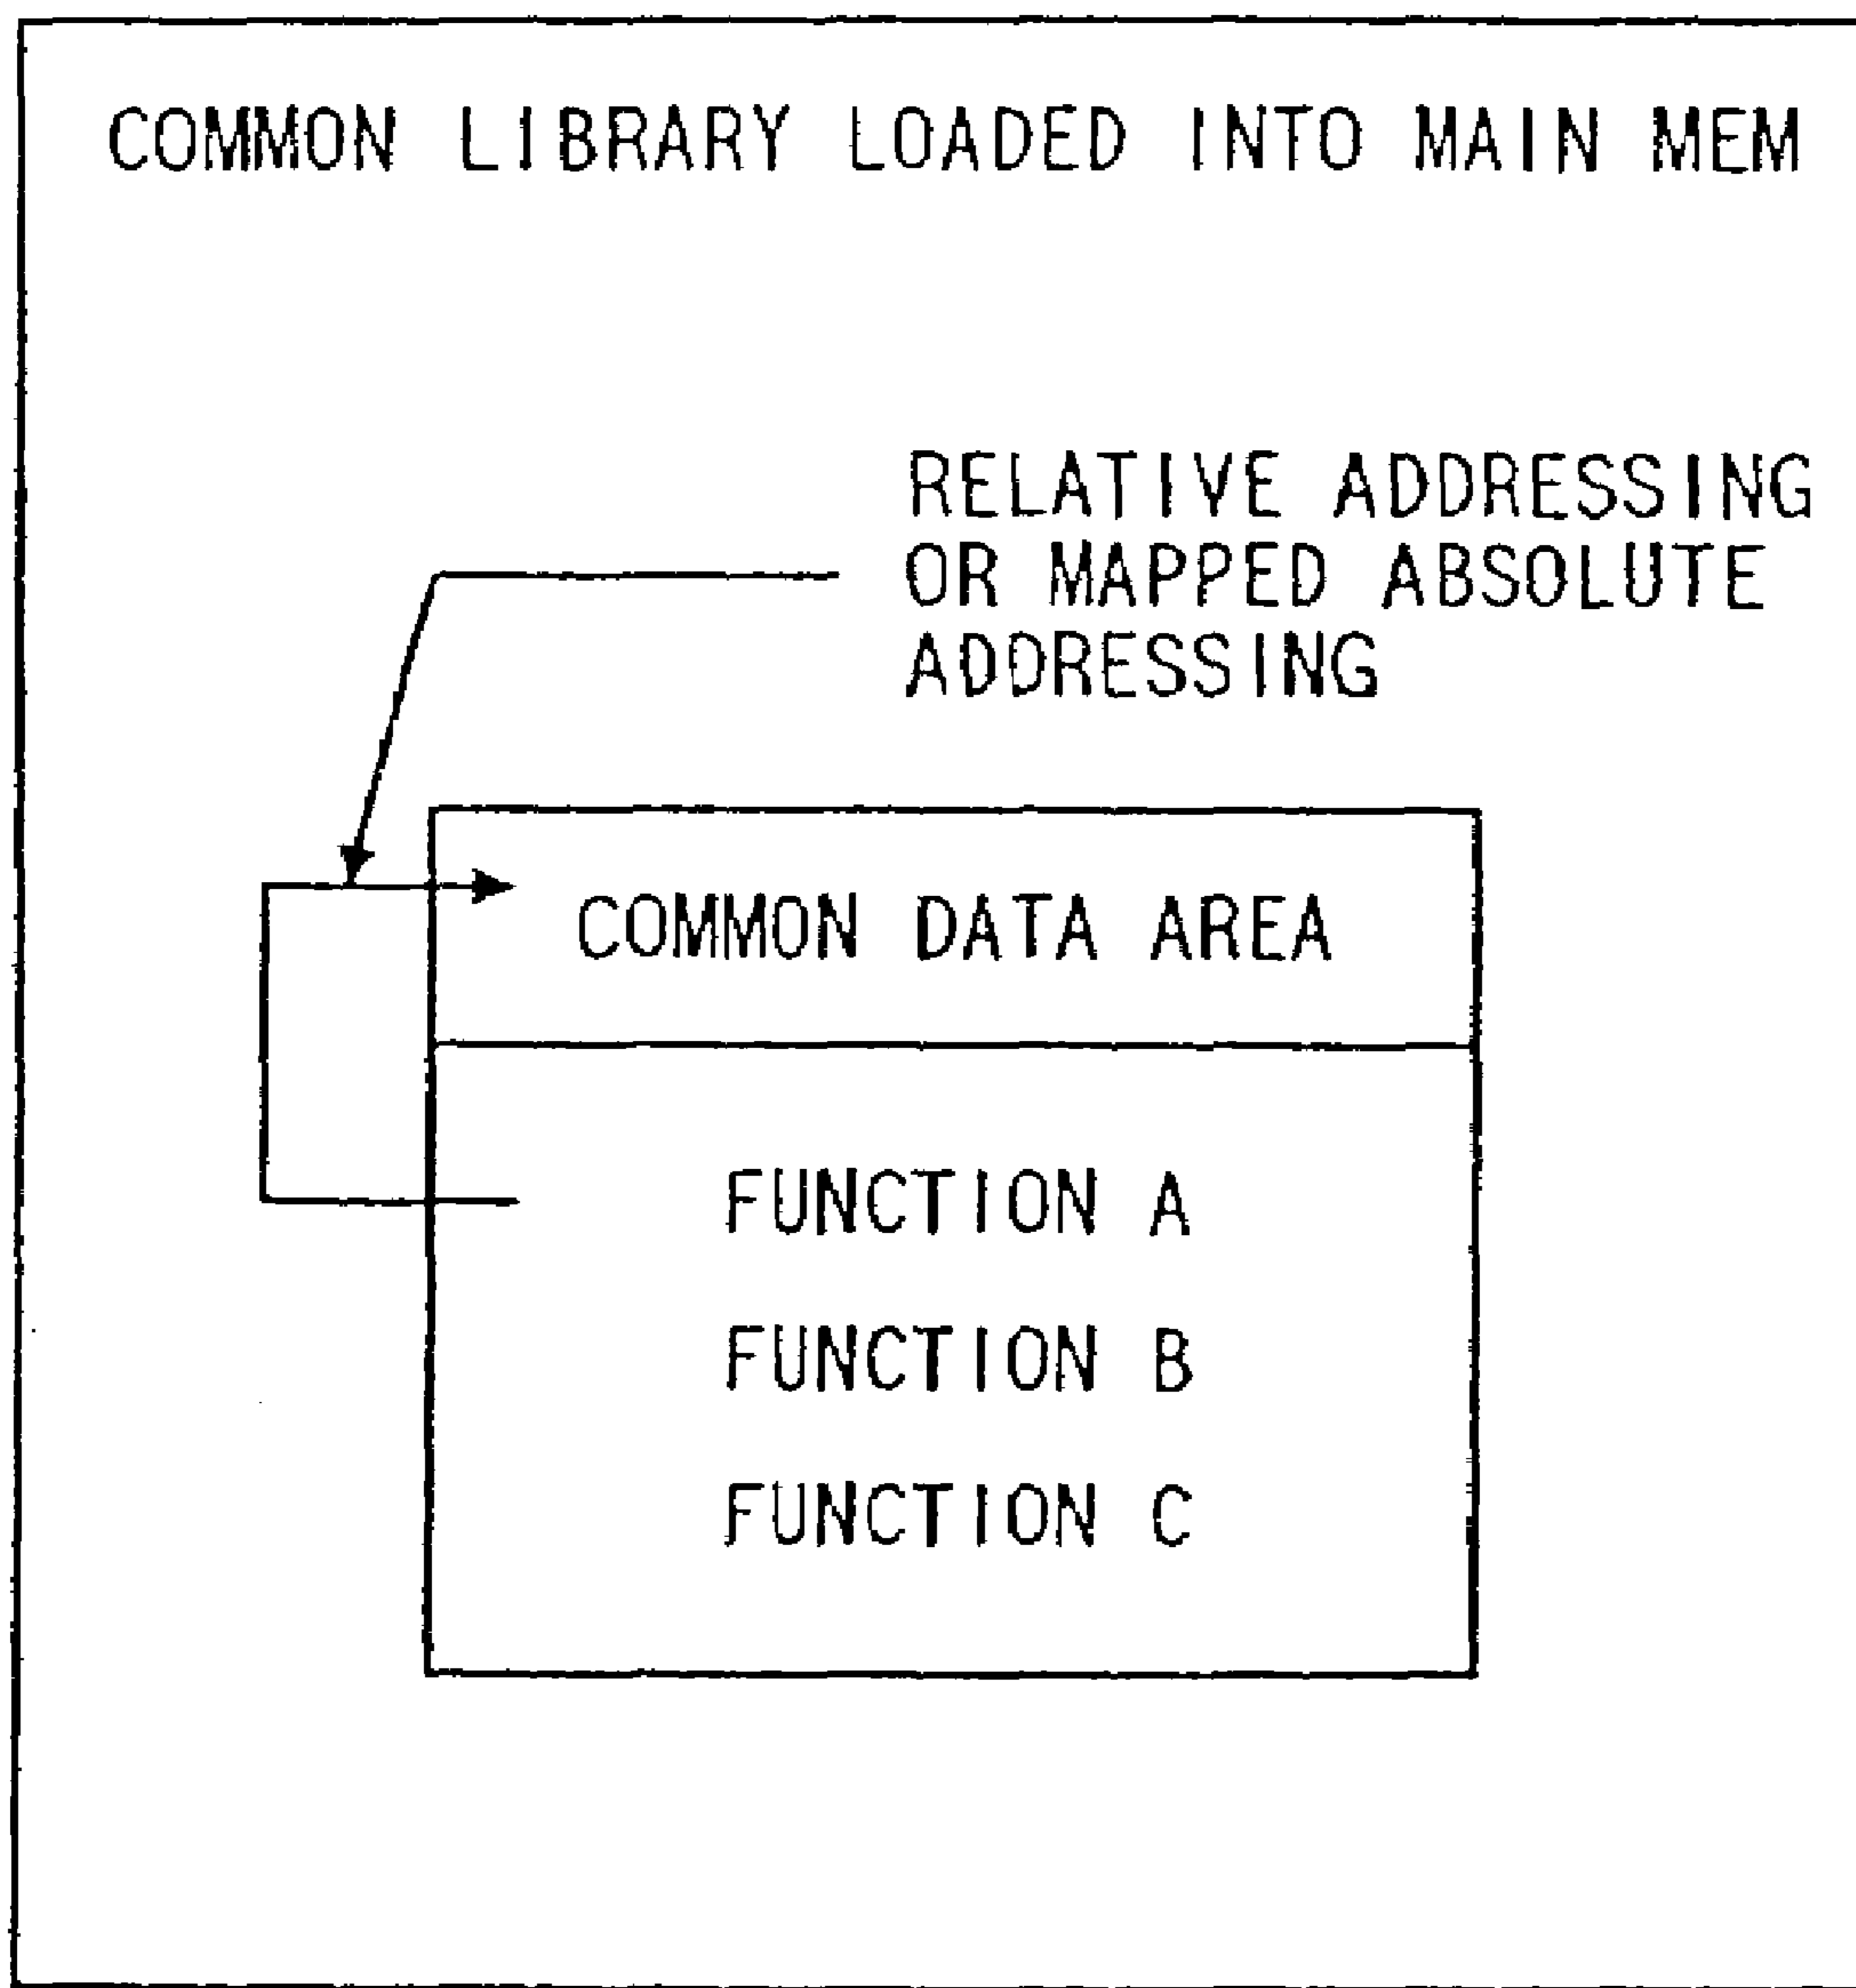 COMMON LIBRARY LOADED INTO MAIN MEM
RELATIVE ADDRESSING
OR MAPPED ABSOLUTE
ADDRESSING
COMMON DATA AREA
FUNCTION A
FUNCTION B
FUNCTION C